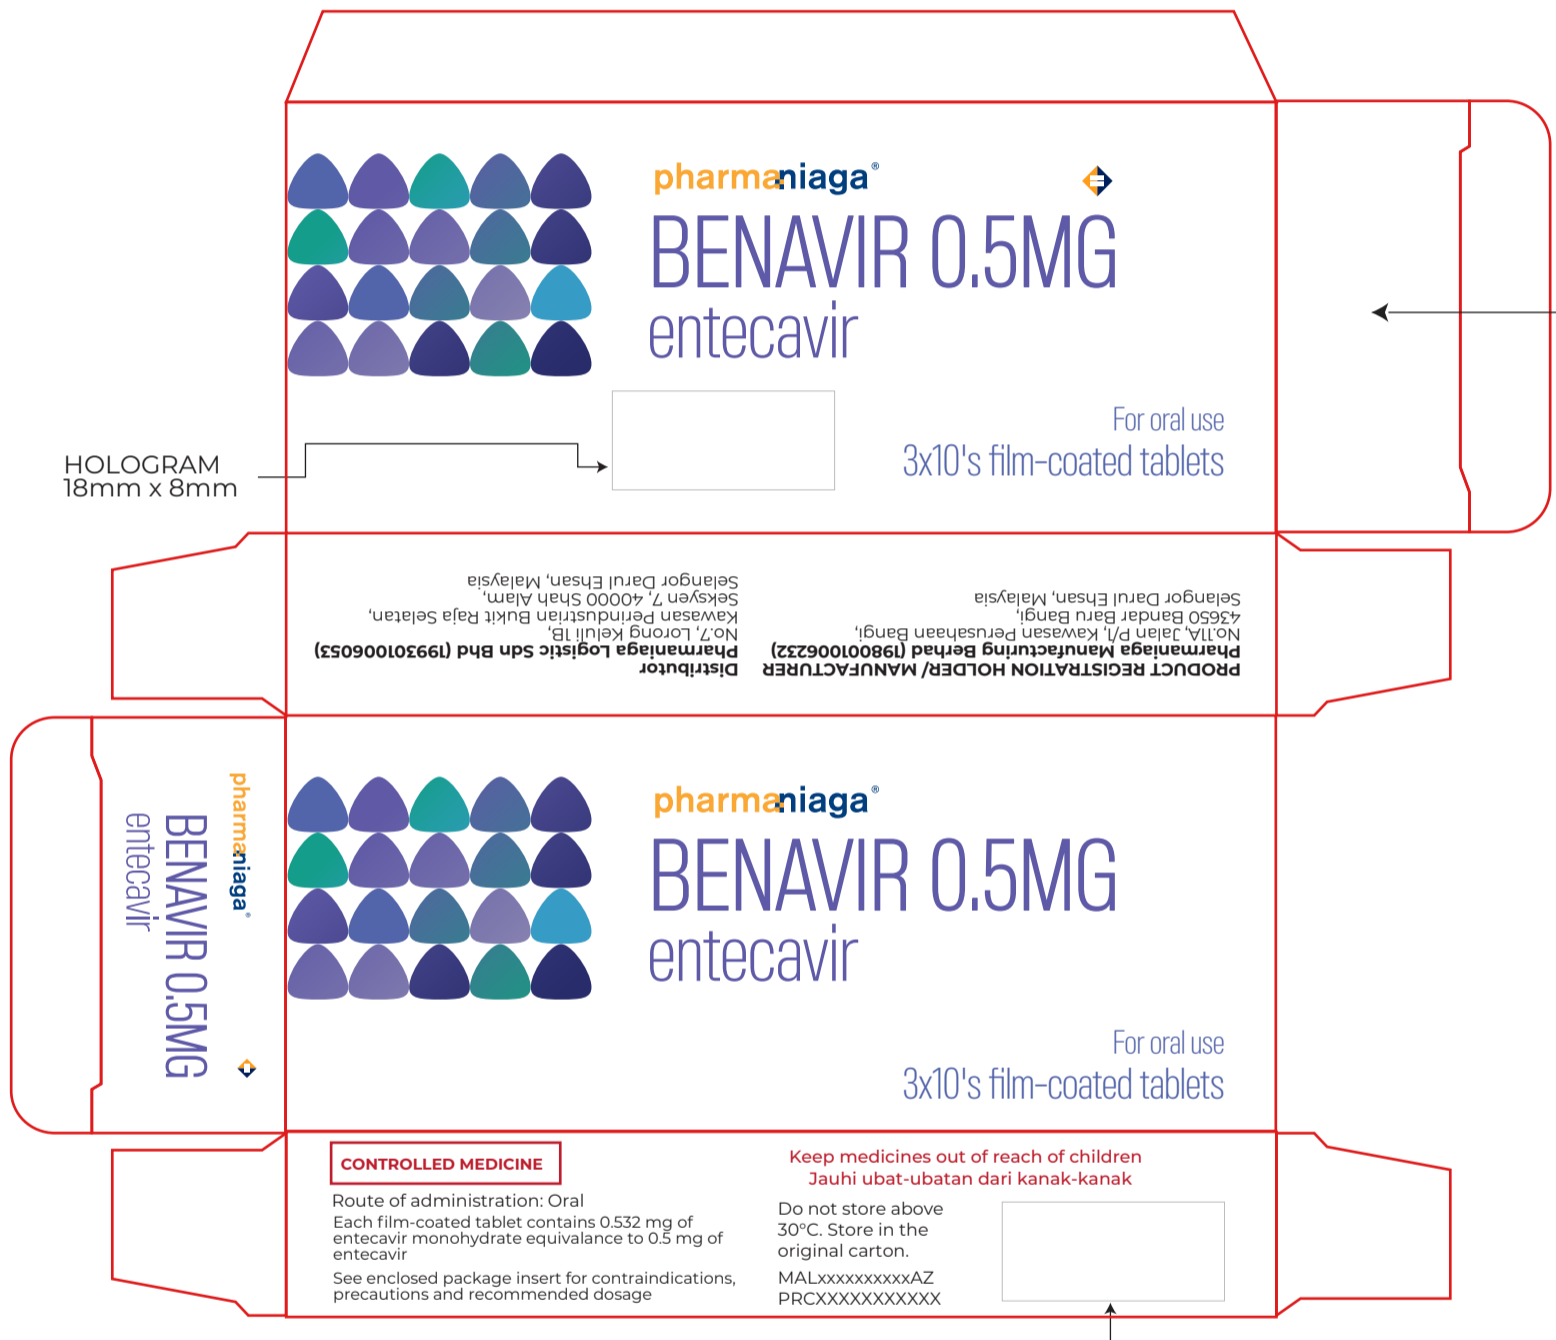 pharmaniaga®
BENAVIR 0.5MG
entecavir
For oral use
3x10's film-coated tablets
HOLOGRAM
18mm x 8mm
PRODUCT REGISTRATION HOLDER/ MANUFACTURER
Pharmaniaga Manufacturing Berhad (198001006232)
No.11A, Jalan P/1, Kawasan Perusahaan Bangi,
43650 Bandar Baru Bangi,
Selangor Darul Ehsan, Malaysia
Distributor
Pharmaniaga Logistic Sdn Bhd (199301006053)
No.7, Lorong Keluli 1B,
Kawasan Perindustrian Bukit Raja Selatan,
Seksyen 7, 40000 Shah Alam,
Selangor Darul Ehsan, Malaysia
pharmaniaga®
BENAVIR 0.5MG
entecavir
pharmaniaga®
BENAVIR 0.5MG
entecavir
For oral use
3x10's film-coated tablets
CONTROLLED MEDICINE
Route of administration: Oral
Each film-coated tablet contains 0.532 mg of
entecavir monohydrate equivalance to 0.5 mg of
entecavir
See enclosed package insert for contraindications,
precautions and recommended dosage
Keep medicines out of reach of children
Jauhi ubat-ubatan dari kanak-kanak
Do not store above
30°C. Store in the
original carton.
MALxxxxxxxxxxAZ
PRCXXXXXXXXXXX